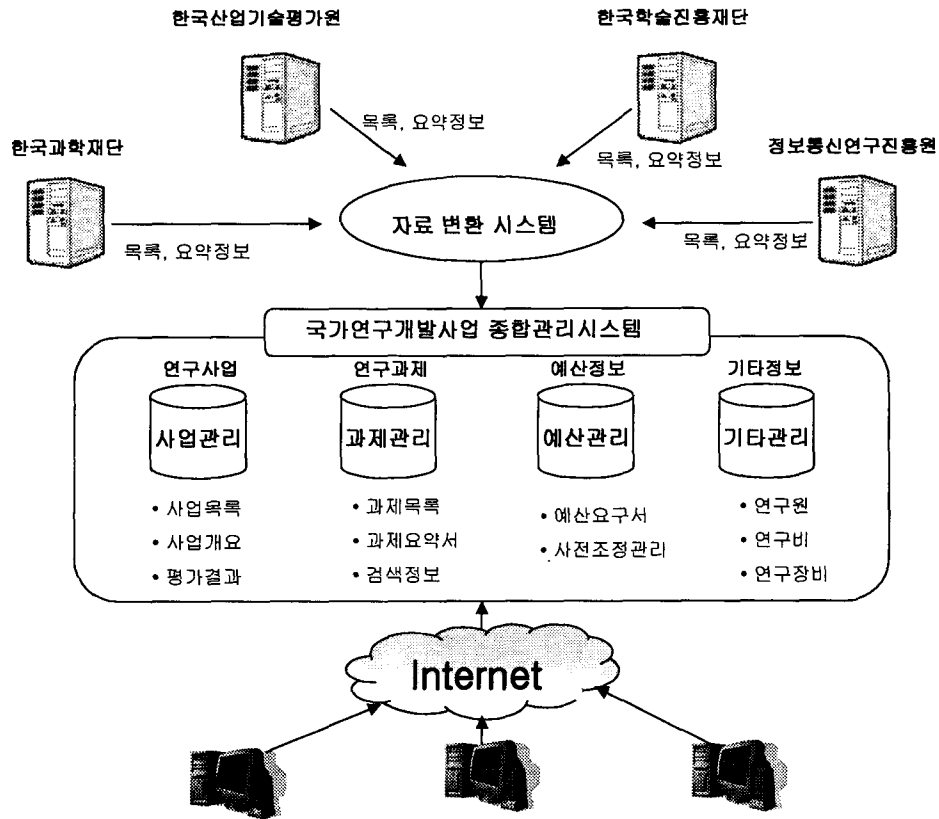 한국산업기술평가원
한국학술진흥재단
목록, 요약정보
한국과학재단
목록, 요약정보
정보통신연구진흥원
자료 변환 시스템
목록, 요약정보
목록, 요약정보
국가연구개발사업 종합관리시스템
연구사업
연구과제
예산정보
기타정보
사업관리
과제관리
예산관리
기타관리
• 사업목록
• 사업개요
• 평가결과
• 과제목록
• 과제요약서
• 검색정보
• 예산요구서
• 사전조정관리
• 연구원
• 연구비
• 연구장비
Internet